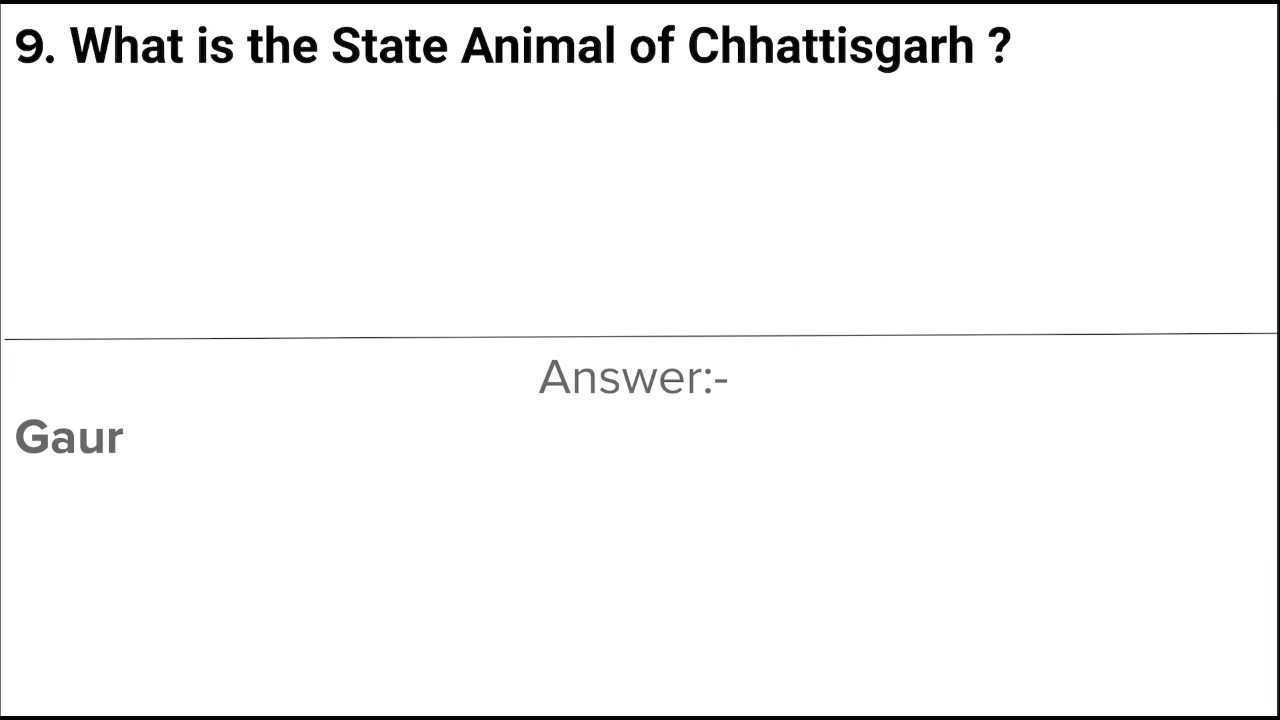 9. What is the State Animal of Chhattisgarh ?
Answer:-
Gaur